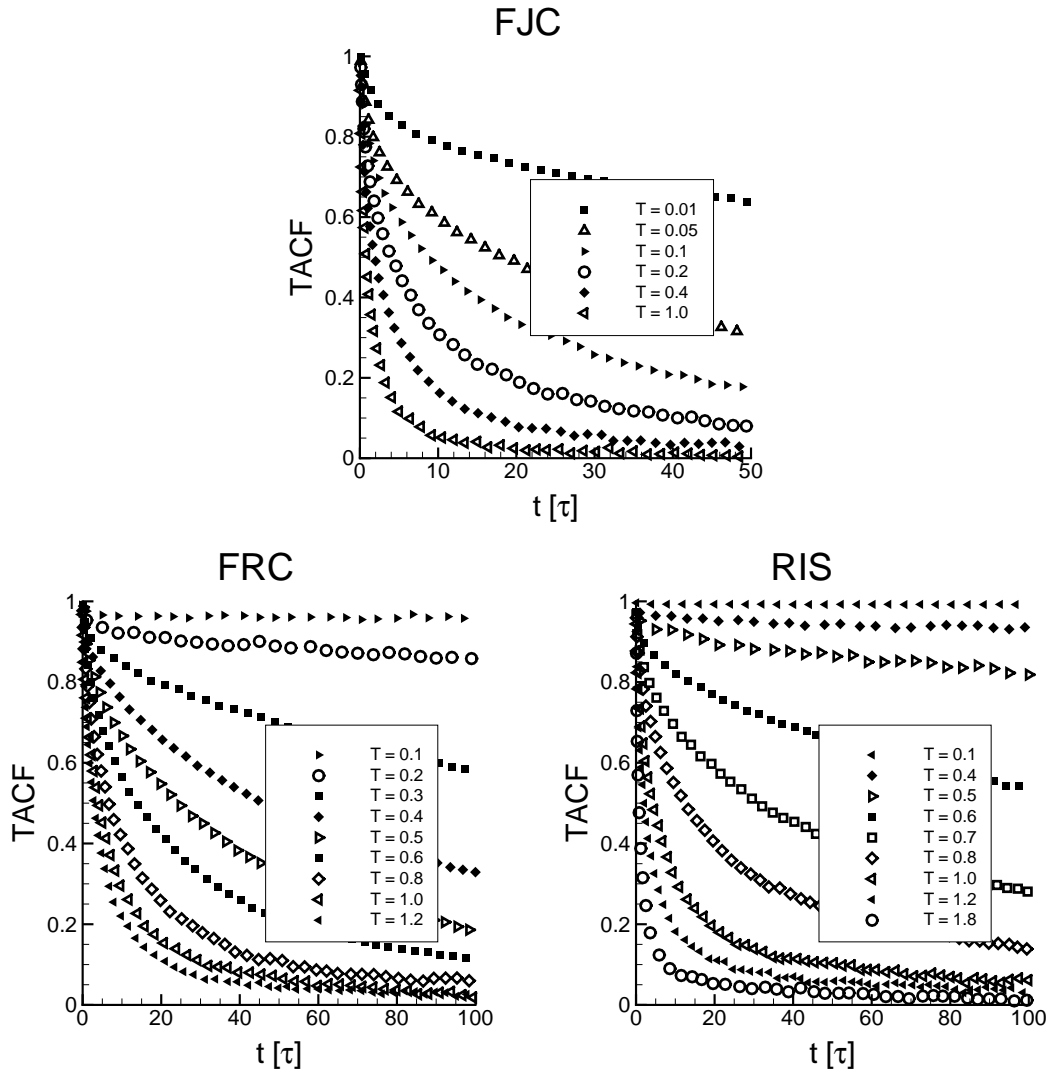 FJC
TACF
1
0.8
0.6
0.4
0.2
0
0 10 20 30 40 50
t [τ]
T = 0.01
T = 0.05
T = 0.1
T = 0.2
T = 0.4
T = 1.0
FRC
TACF
1
0.8
0.6
0.4
0.2
0
0 20 40 60 80 100
t [τ]
T = 0.1
T = 0.2
T = 0.3
T = 0.4
T = 0.5
T = 0.6
T = 0.8
T = 1.0
T = 1.2
RIS
TACF
1
0.8
0.6
0.4
0.2
0
0 20 40 60 80 100
t [τ]
T = 0.1
T = 0.4
T = 0.5
T = 0.6
T = 0.7
T = 0.8
T = 1.0
T = 1.2
T = 1.8